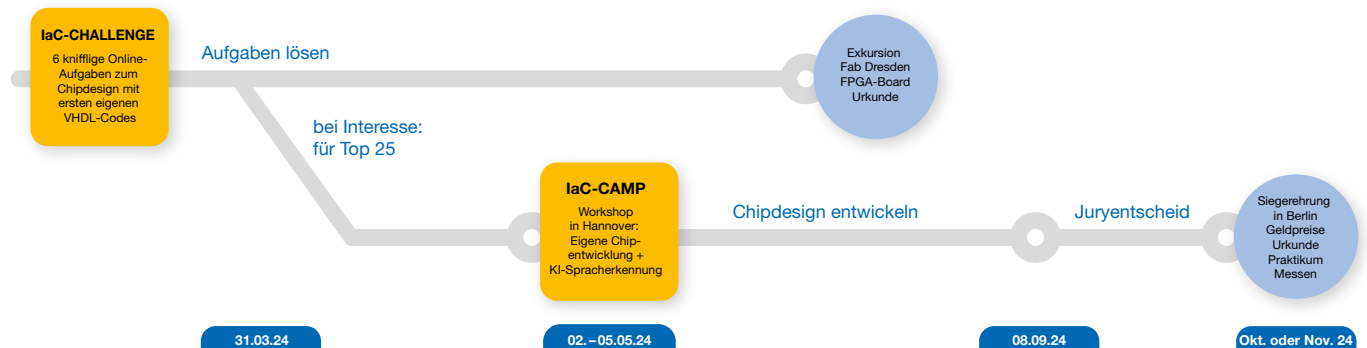 IaC-CHALLENGE
6 knifflige Online-
Aufgaben zum
Chipdesign mit
ersten eigenen
VHDL-Codes
Aufgaben lösen
Exkursion
Fab Dresden
FPGA-Board
Urkunde
bei Interesse:
für Top 25
IaC-CAMP
Workshop
in Hannover:
Eigene Chip-
entwicklung +
KI-Spracherkennung
Chipdesign entwickeln
Juryentscheid
Siegerehrung
in Berlin
Geldpreise
Urkunde
Praktikum
Messen
31.03.24
02.–05.05.24
08.09.24
Okt. oder Nov. 24